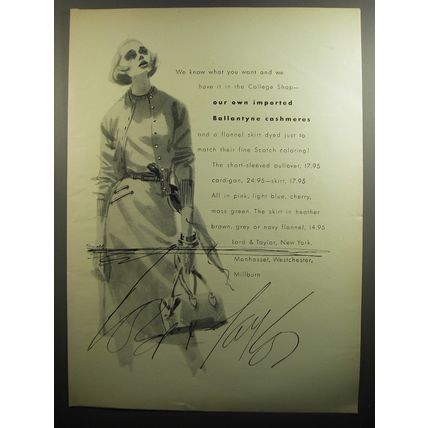 We know what you want and we
have it in the College Shop—
our own imported
Ballantyne cashmeres
and a flannel skirt dyed just to
match their fine Scotch coloring!
The short-sleeved pullover, 17.95
cardigan, 24.95—skirt, 17.95
All in pink, light blue, cherry,
moss green. The skirt in heather
brown, grey or navy flannel, 14.95
Lord & Taylor, New York,
Manhasset, Westchester,
Millburn
Lord & Taylor